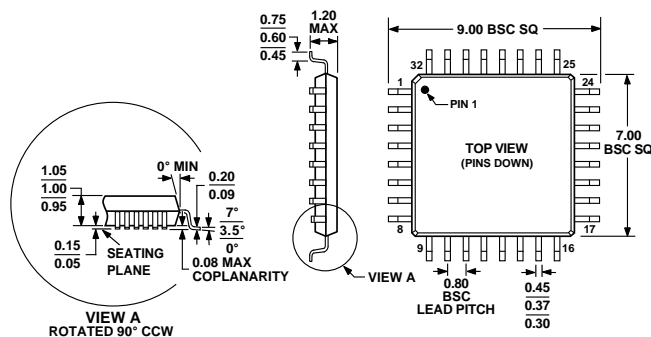 0.75
0.60
0.45
1.20
MAX
9.00 BSC SQ
32
25
1
24
PIN 1
TOP VIEW
(PINS DOWN)
7.00
BSC SQ
8
17
9
16
0.80
BSC
LEAD PITCH
0.45
0.37
0.30
VIEW A
1.05
1.00
0.95
0° MIN
0.20
0.09
7°
3.5°
0°
0.15
0.05
SEATING
PLANE
0.08 MAX
COPLANARITY
VIEW A
ROTATED 90° CCW